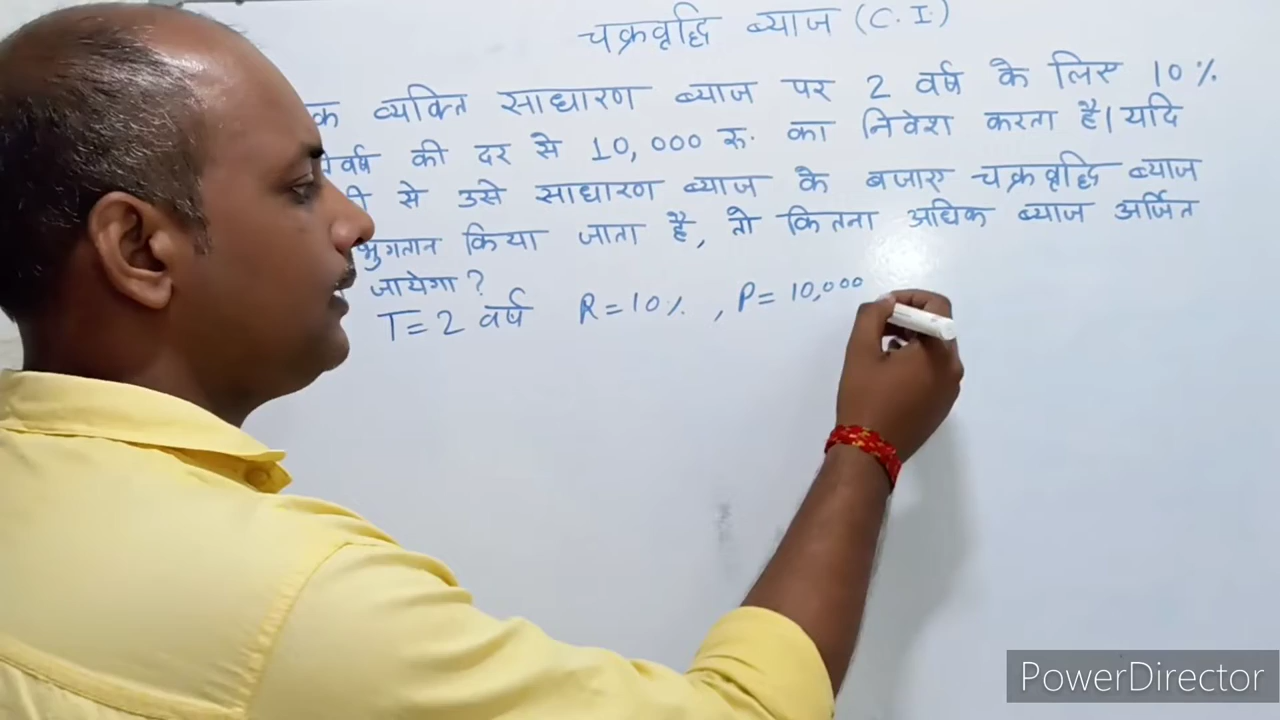 चक्रवृद्धि ब्याज (C.I.)
क व्यक्ति साधारण ब्याज पर 2 वर्ष के लिए 10%
की दर से 10,000 रु. का निवेश करता है। यदि
से उसे साधारण ब्याज के बजाए चक्रवृद्धि ब्याज
भुगतान किया जाता है, तो कितना अधिक ब्याज अर्जित
जायेगा?
T=2 वर्ष R=10%, P=10,000
PowerDirector